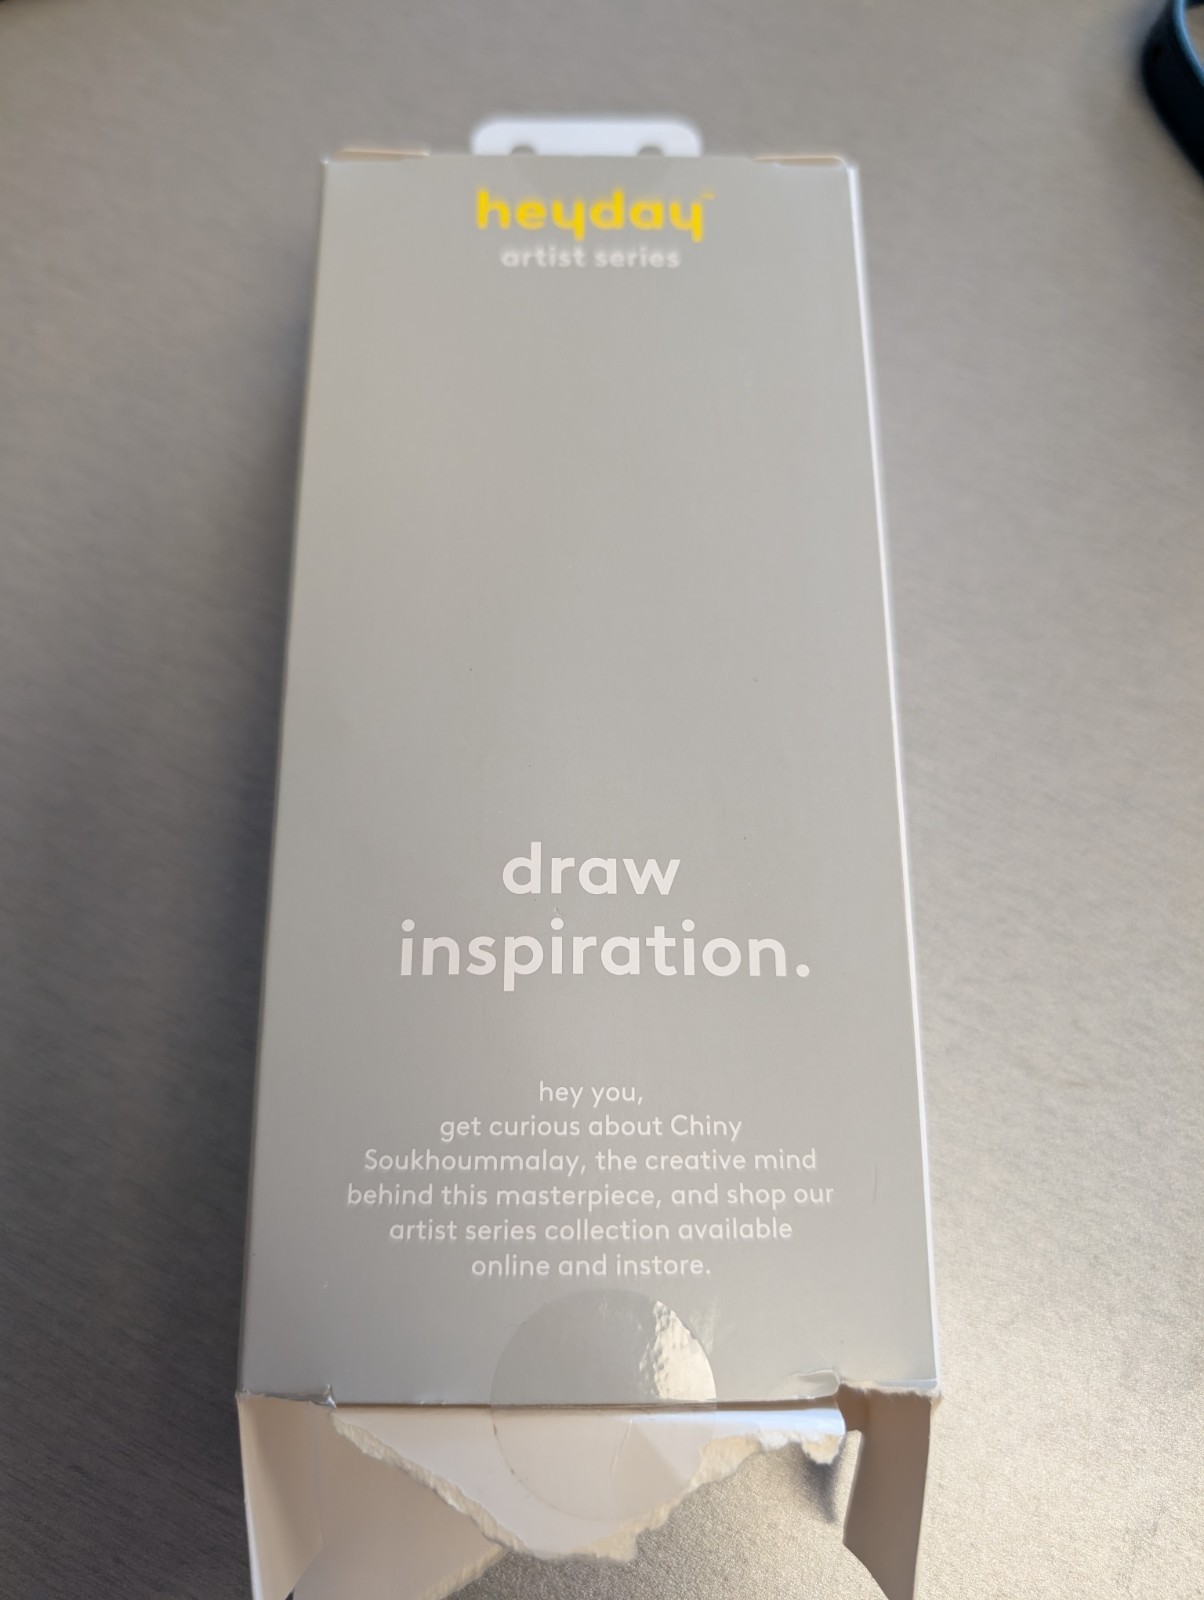 heyday™
artist series
draw
inspiration.
hey you,
get curious about Chiny
Soukhoummalay, the creative mind
behind this masterpiece, and shop our
artist series collection available
online and instore.